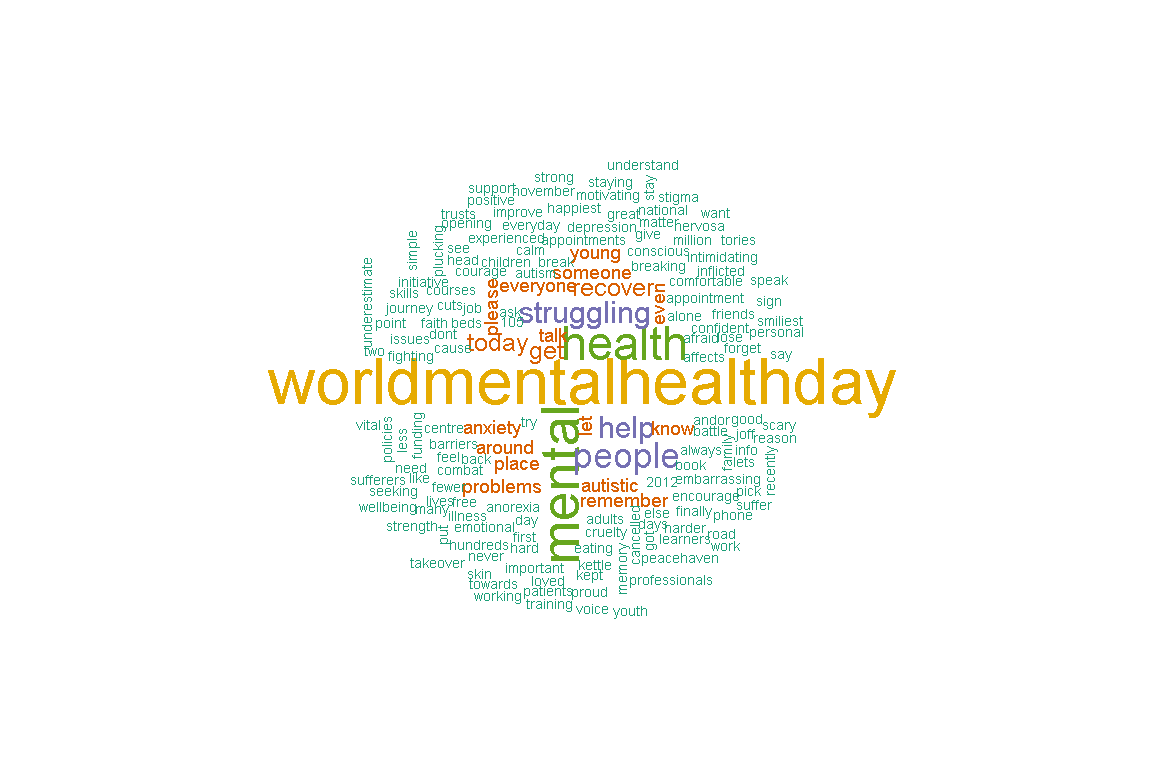 understand
strong
staying
stay
support
november
motivating
stigma
positive
trusts
improve
happiest
great
national
want
opening
everyday
depression
matter
nervosa
simple
plucking
experienced
appointments
give
million
tories
see
calm
young
conscious
intimidating
head
children
break
breaking
inflicted
underestimate
courage
autism
someone
comfortable
speak
initiative
please
everyone
recover
even
skills
courses
appointment
sign
journey
cuts
job
ask
struggling
alone
friends
smiliest
point
faith
beds
105
confident
personal
issues
dont
talk
health
afraid
lose
two
fighting
cause
today
get
affects
forget
say
worldmentalhealthday
vital
policies
less
funding
centre
anxiety
try
mental
let
help
know
andor
good
scary
battle
joff
reason
barriers
around
feel
back
place
people
always
family
info
need
like
combat
book
lets
recently
sufferers
seeking
fewer
problems
autistic
2012
embarrassing
pick
wellbeing
lives
free
remember
encourage
suffer
many
illness
anorexia
else
finally
phone
strength
put
emotional
day
adults
cancelled
got
days
harder
road
first
cruelty
learners
work
hundreds
hard
eating
takeover
never
memory
peacehaven
important
kettle
skin
towards
loved
kept
professionals
working
patients
proud
training
voice
youth